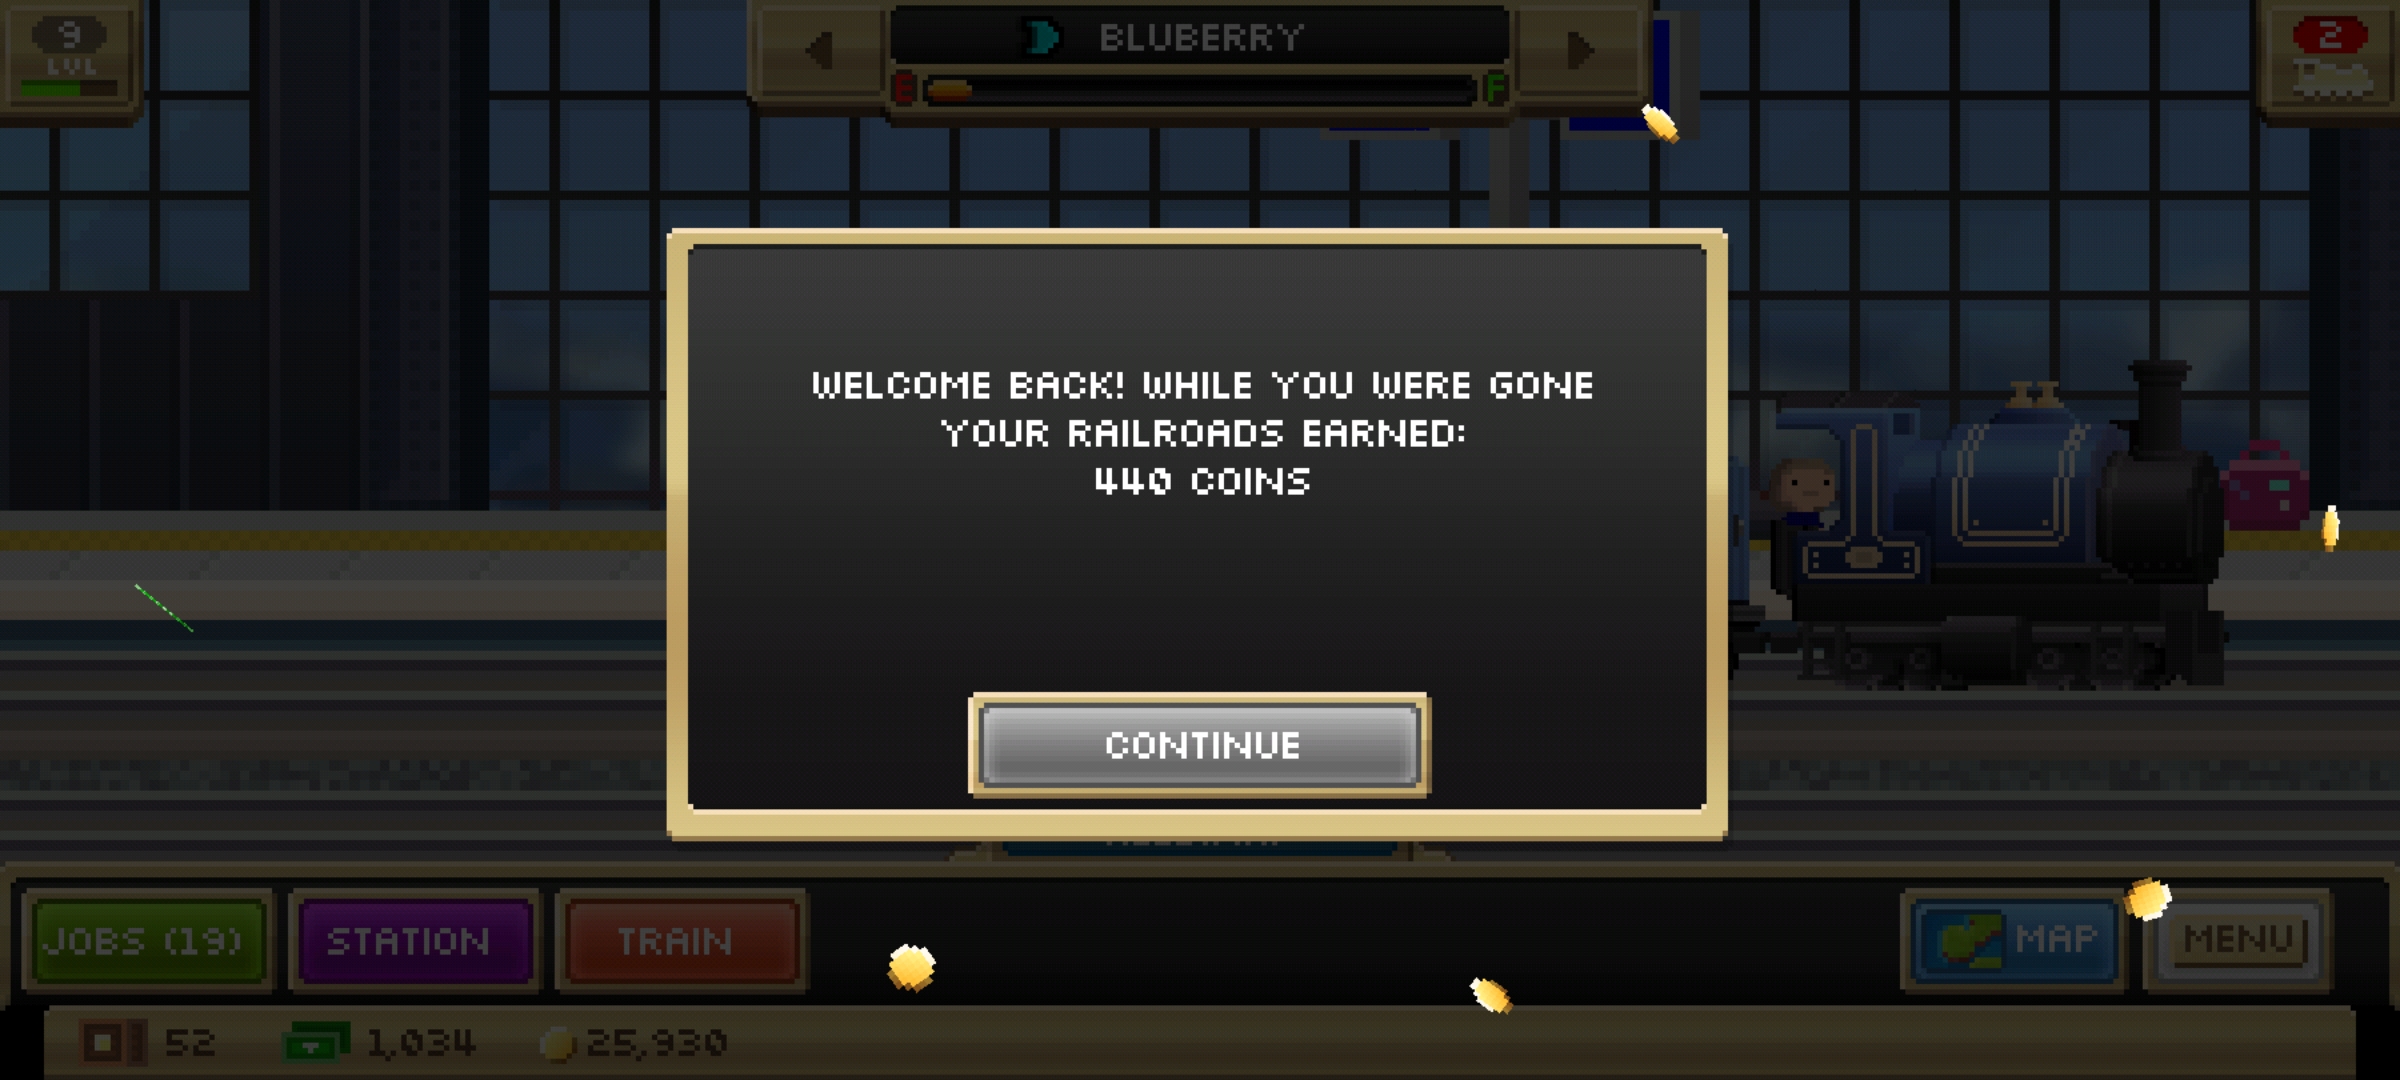 9
LVL
BLUBERRY
E
F
2
WELCOME BACK! WHILE YOU WERE GONE
YOUR RAILROADS EARNED:
440 COINS
CONTINUE
JOBS (19)
STATION
TRAIN
MAP
MENU
52
1,034
25,930